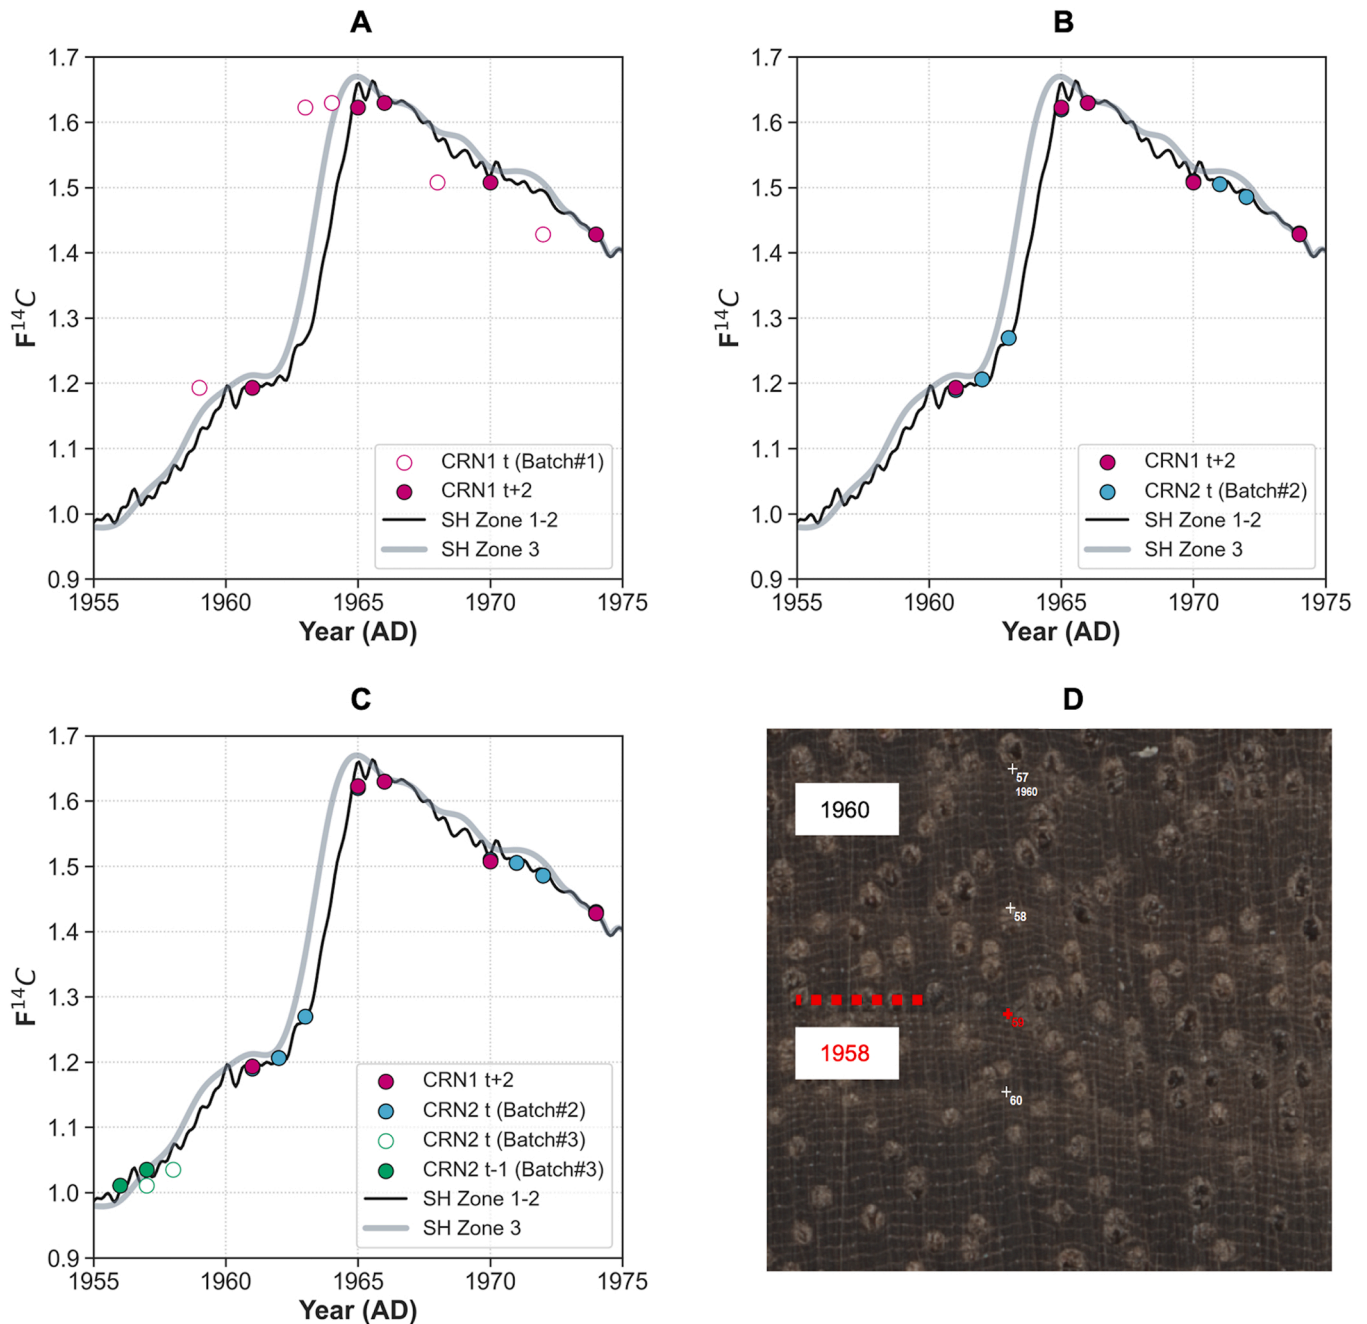 A
1.7
1.6
1.5
1.4
1.3
1.2
1.1
1.0
0.9
F14C
1955
1960
1965
1970
1975
Year (AD)
CRN1 t (Batch#1)
CRN1 t+2
SH Zone 1-2
SH Zone 3
B
1.7
1.6
1.5
1.4
1.3
1.2
1.1
1.0
0.9
F14C
1955
1960
1965
1970
1975
Year (AD)
CRN1 t+2
CRN2 t (Batch#2)
SH Zone 1-2
SH Zone 3
C
1.7
1.6
1.5
1.4
1.3
1.2
1.1
1.0
0.9
F14C
1955
1960
1965
1970
1975
Year (AD)
CRN1 t+2
CRN2 t (Batch#2)
CRN2 t (Batch#3)
CRN2 t-1 (Batch#3)
SH Zone 1-2
SH Zone 3
D
57
1960
1960
58
59
1958
60